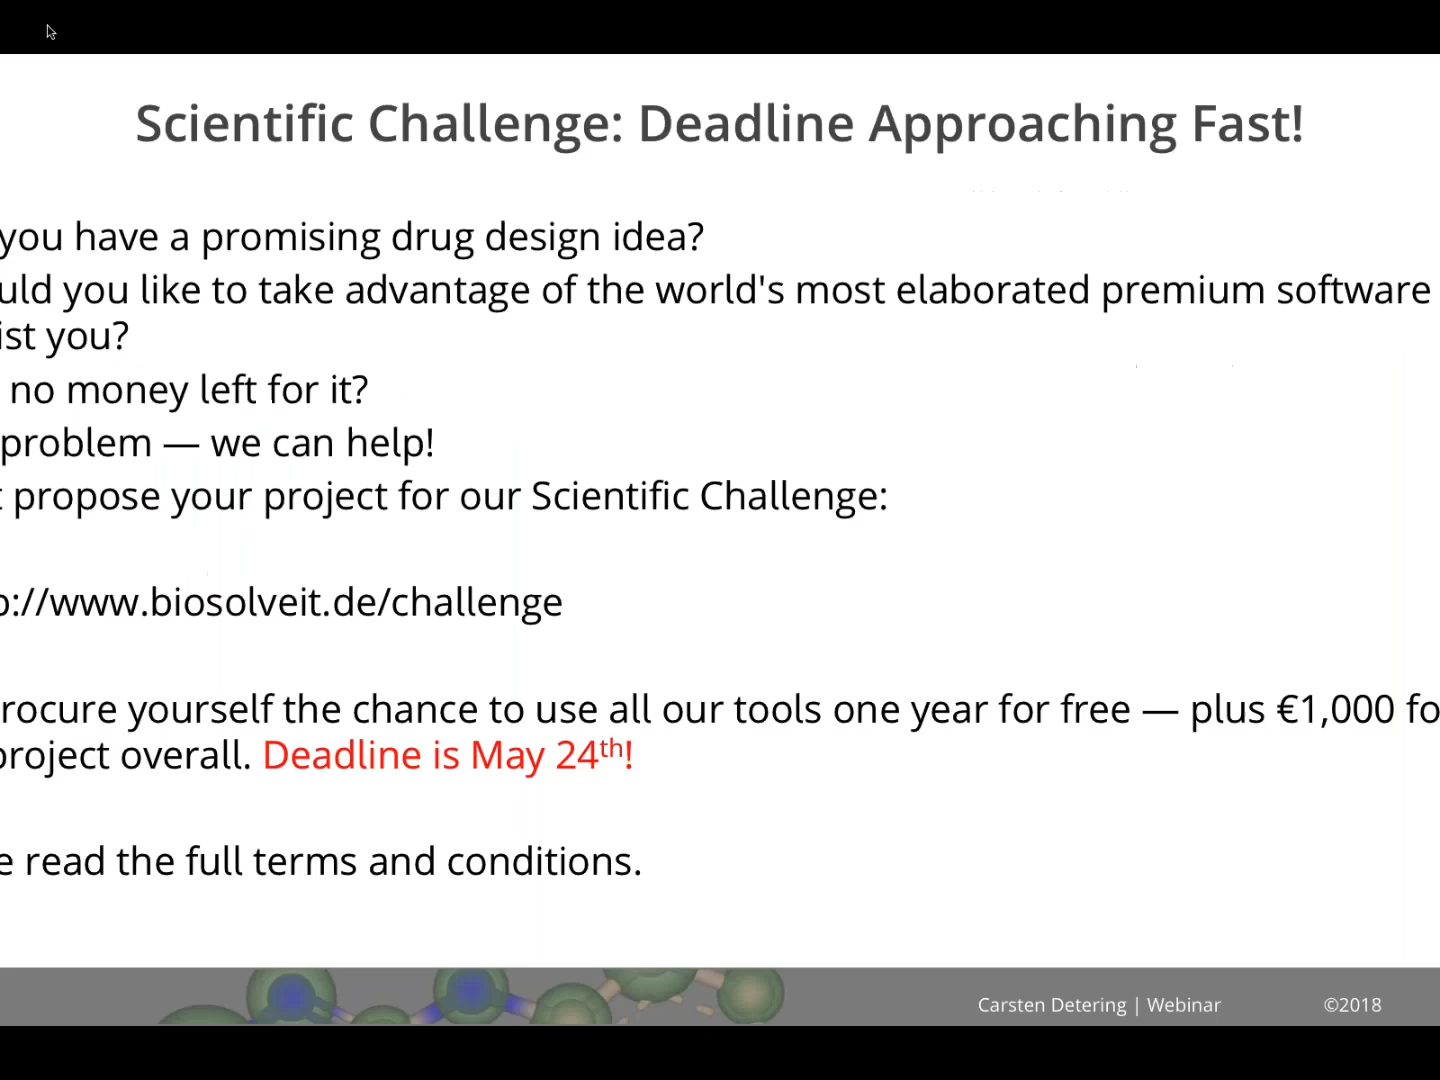 Scientific Challenge: Deadline Approaching Fast!
you have a promising drug design idea?
uld you like to take advantage of the world's most elaborated premium software
ist you?
no money left for it?
problem — we can help!
t propose your project for our Scientific Challenge:
p://www.biosolveit.de/challenge
rocure yourself the chance to use all our tools one year for free — plus €1,000 fo
project overall. Deadline is May 24th!
e read the full terms and conditions.
Carsten Detering | Webinar ©2018